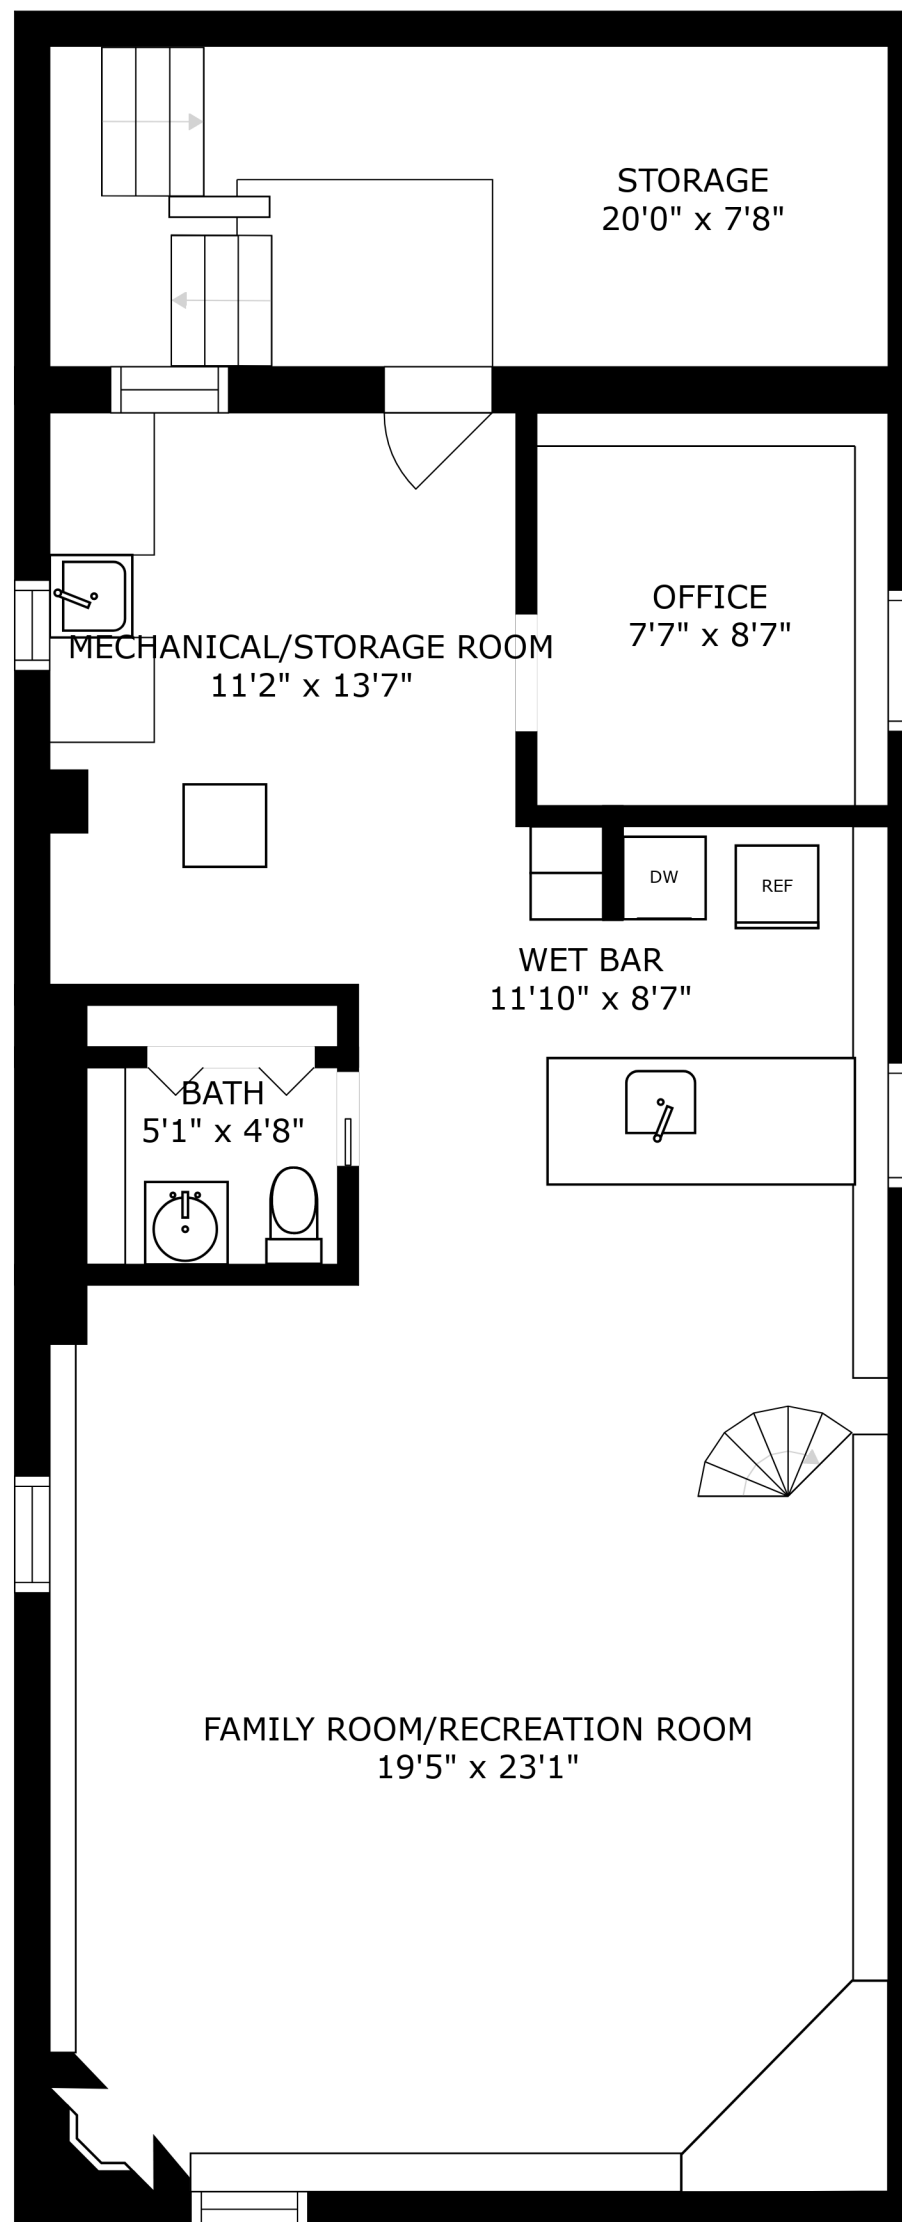 STORAGE
20'0" x 7'8"
OFFICE
7'7" x 8'7"
MECHANICAL/STORAGE ROOM
11'2" x 13'7"
DW
REF
WET BAR
11'10" x 8'7"
BATH
5'1" x 4'8"
FAMILY ROOM/RECREATION ROOM
19'5" x 23'1"